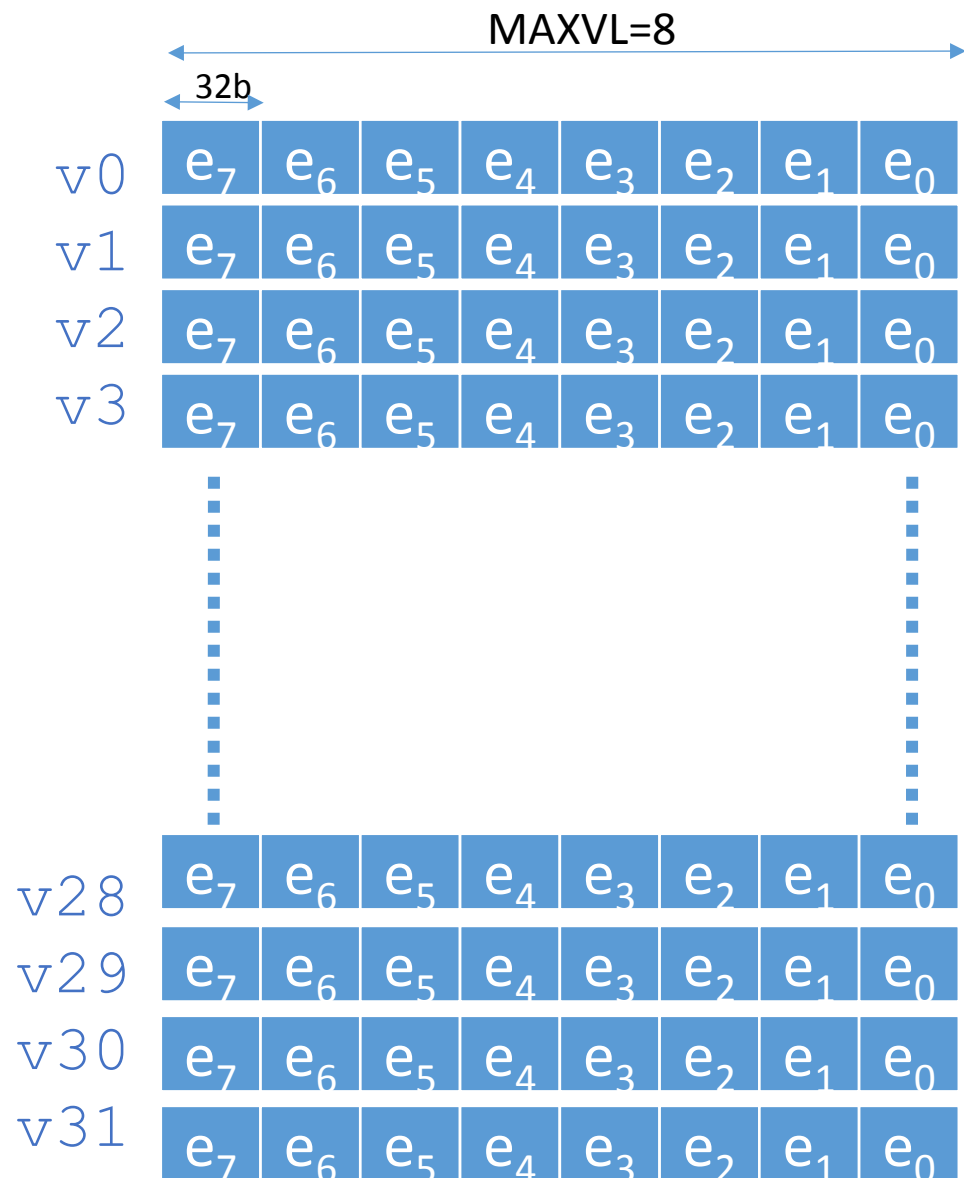 MAXVL=8
32b
v0 e₇ e₆ e₅ e₄ e₃ e₂ e₁ e₀
v1 e₇ e₆ e₅ e₄ e₃ e₂ e₁ e₀
v2 e₇ e₆ e₅ e₄ e₃ e₂ e₁ e₀
v3 e₇ e₆ e₅ e₄ e₃ e₂ e₁ e₀
v28 e₇ e₆ e₅ e₄ e₃ e₂ e₁ e₀
v29 e₇ e₆ e₅ e₄ e₃ e₂ e₁ e₀
v30 e₇ e₆ e₅ e₄ e₃ e₂ e₁ e₀
v31 e₇ e₆ e₅ e₄ e₃ e₂ e₁ e₀